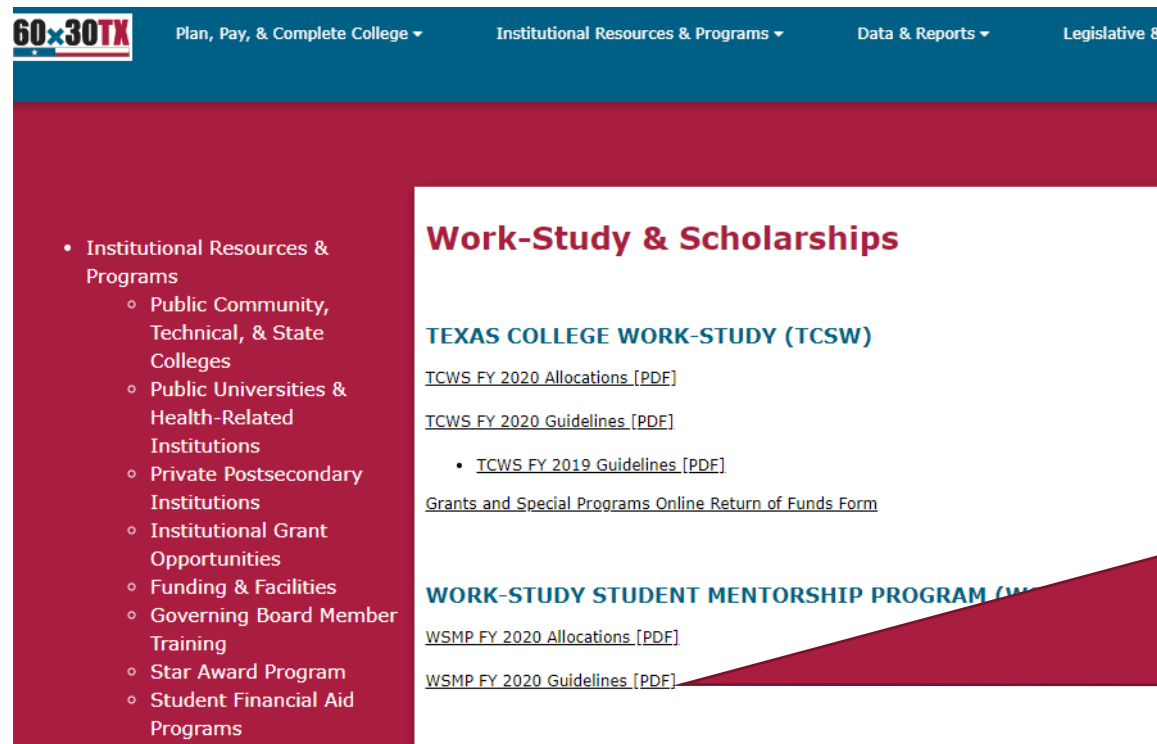 60x30TX
Plan, Pay, & Complete College
Institutional Resources & Programs
Data & Reports
Legislative &
Institutional Resources &
Programs
Public Community,
Technical, & State
Colleges
Public Universities &
Health-Related
Institutions
Private Postsecondary
Institutions
Institutional Grant
Opportunities
Funding & Facilities
Governing Board Member
Training
Star Award Program
Student Financial Aid
Programs
Work-Study & Scholarships
TEXAS COLLEGE WORK-STUDY (TCSW)
TCWS FY 2020 Allocations [PDF]
TCWS FY 2020 Guidelines [PDF]
TCWS FY 2019 Guidelines [PDF]
Grants and Special Programs Online Return of Funds Form
WORK-STUDY STUDENT MENTORSHIP PROGRAM
WSMP FY 2020 Allocations [PDF]
WSMP FY 2020 Guidelines [PDF]